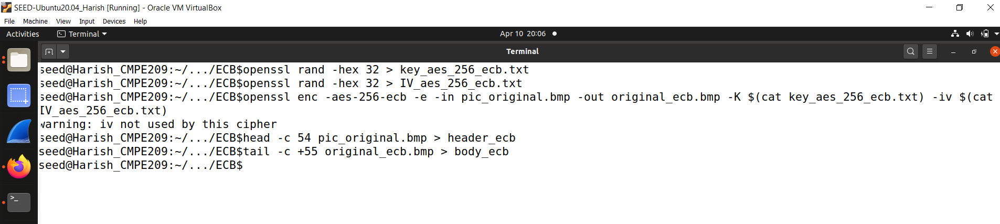 SEED-Ubuntu20.04_Harish [Running] - Oracle VM VirtualBox
File Machine View Input Devices Help
Activities Terminal Apr 10 20:06
Terminal
seed@Harish_CMPE209:~/.../ECB$openssl rand -hex 32 > key_aes_256_ecb.txt
seed@Harish_CMPE209:~/.../ECB$openssl rand -hex 32 > IV_aes_256_ecb.txt
seed@Harish_CMPE209:~/.../ECB$openssl enc -aes-256-ecb -e -in pic_original.bmp -out original_ecb.bmp -K $(cat key_aes_256_ecb.txt) -iv $(cat
IV_aes_256_ecb.txt)
warning: iv not used by this cipher
seed@Harish_CMPE209:~/.../ECB$head -c 54 pic_original.bmp > header_ecb
seed@Harish_CMPE209:~/.../ECB$tail -c +55 original_ecb.bmp > body_ecb
seed@Harish_CMPE209:~/.../ECB$